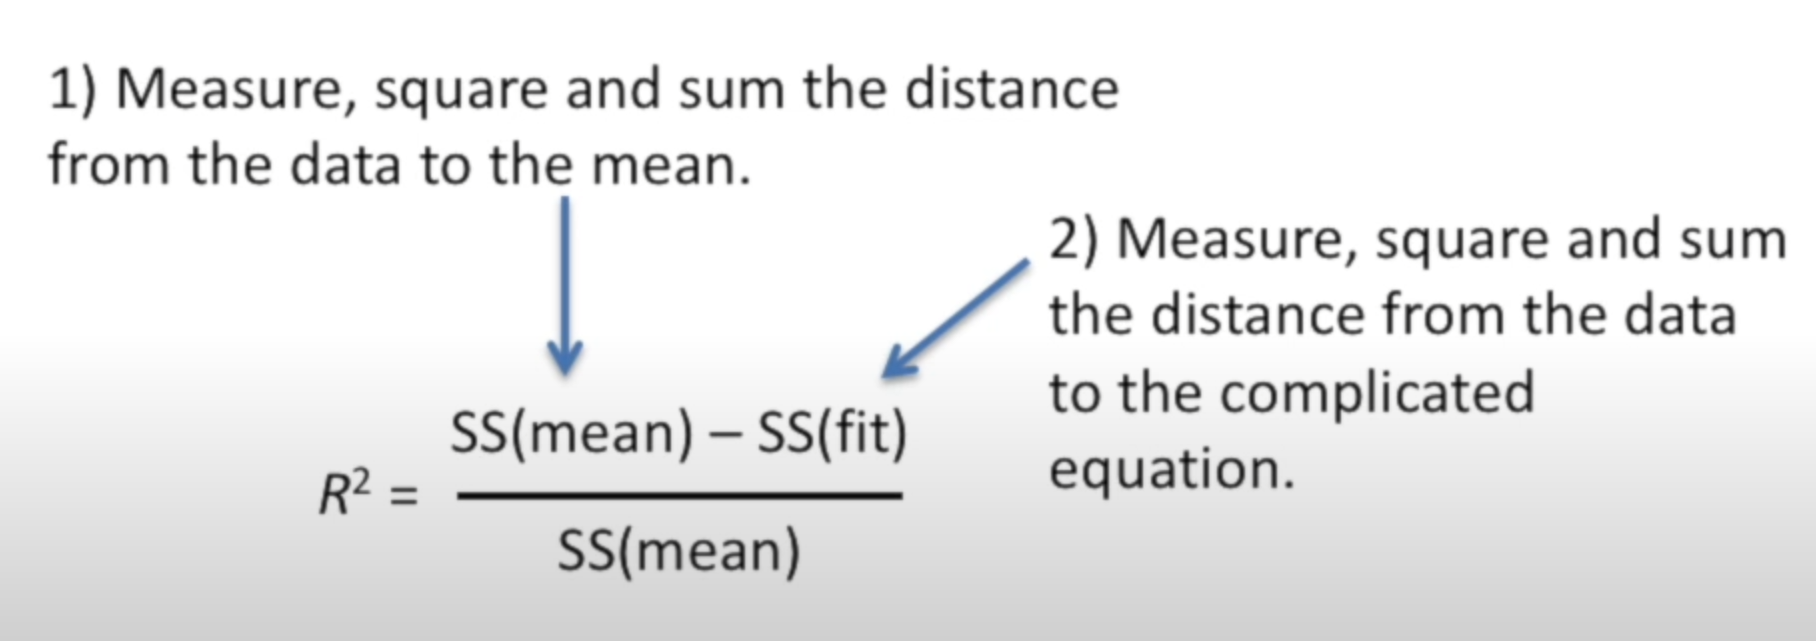 1) Measure, square and sum the distance
from the data to the mean.
2) Measure, square and sum
the distance from the data
to the complicated
equation.
SS(mean) – SS(fit)
R² =
SS(mean)